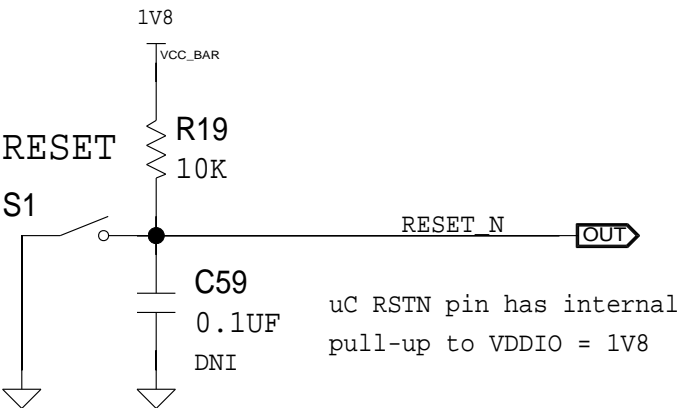 1V8
VCC_BAR
R19
10K
RESET
S1
RESET_N
OUT
C59
0.1UF
DNI
uC RSTN pin has internal
pull-up to VDDIO = 1V8